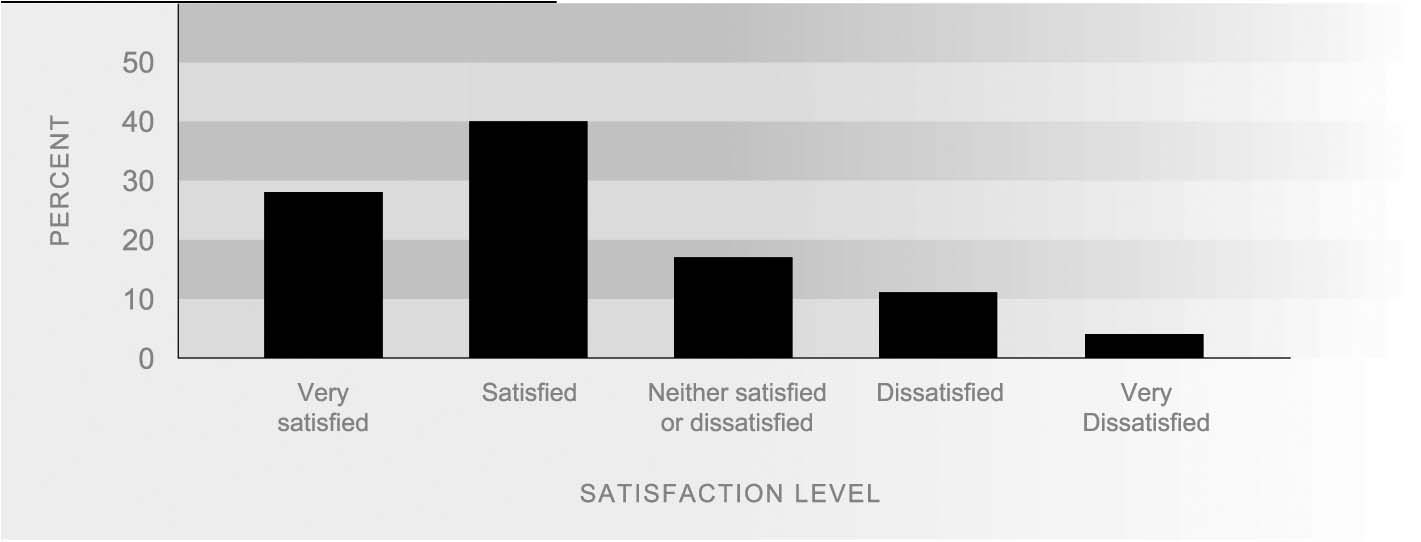 PERCENT
50
40
30
20
10
0
Very
satisfied
Satisfied
Neither satisfied
or dissatisfied
Dissatisfied
Very
Dissatisfied
SATISFACTION LEVEL